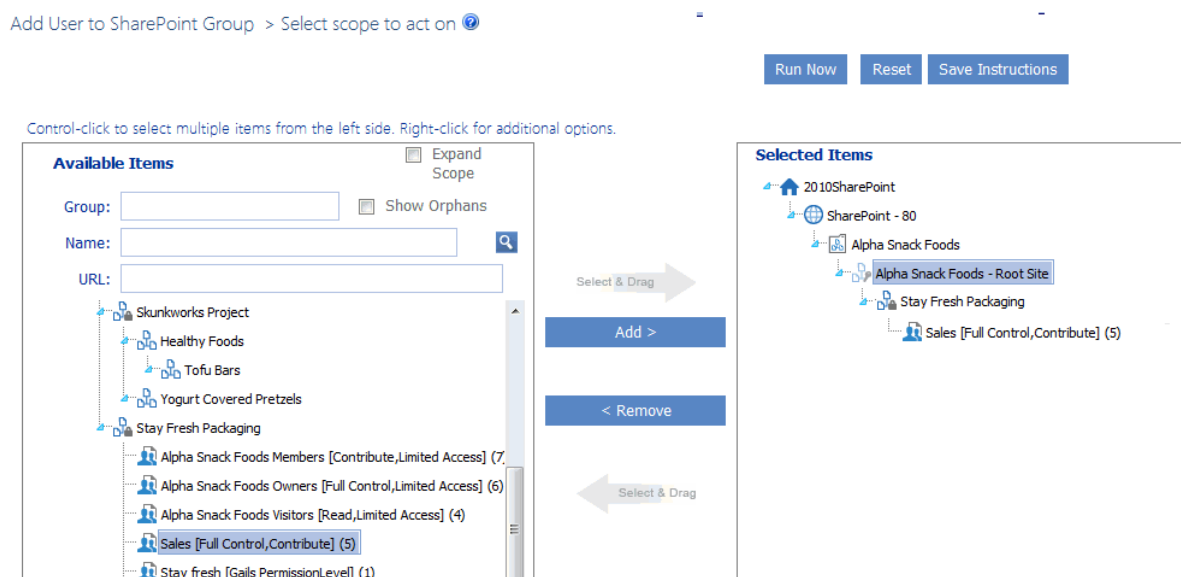 Add User to SharePoint Group > Select scope to act on
Run Now Reset Save Instructions
Control-click to select multiple items from the left side. Right-click for additional options.
Available Items
Expand Scope
Group:
Show Orphans
Name:
URL:
Skunkworks Project
Healthy Foods
Tofu Bars
Yogurt Covered Pretzels
Stay Fresh Packaging
Alpha Snack Foods Members [Contribute,Limited Access] (7
Alpha Snack Foods Owners [Full Control,Limited Access] (6)
Alpha Snack Foods Visitors [Read,Limited Access] (4)
Sales [Full Control,Contribute] (5)
Stay fresh [Gails PermissionLevel] (1)
Select & Drag
Add >
< Remove
Select & Drag
Selected Items
2010SharePoint
SharePoint - 80
Alpha Snack Foods
Alpha Snack Foods - Root Site
Stay Fresh Packaging
Sales [Full Control,Contribute] (5)